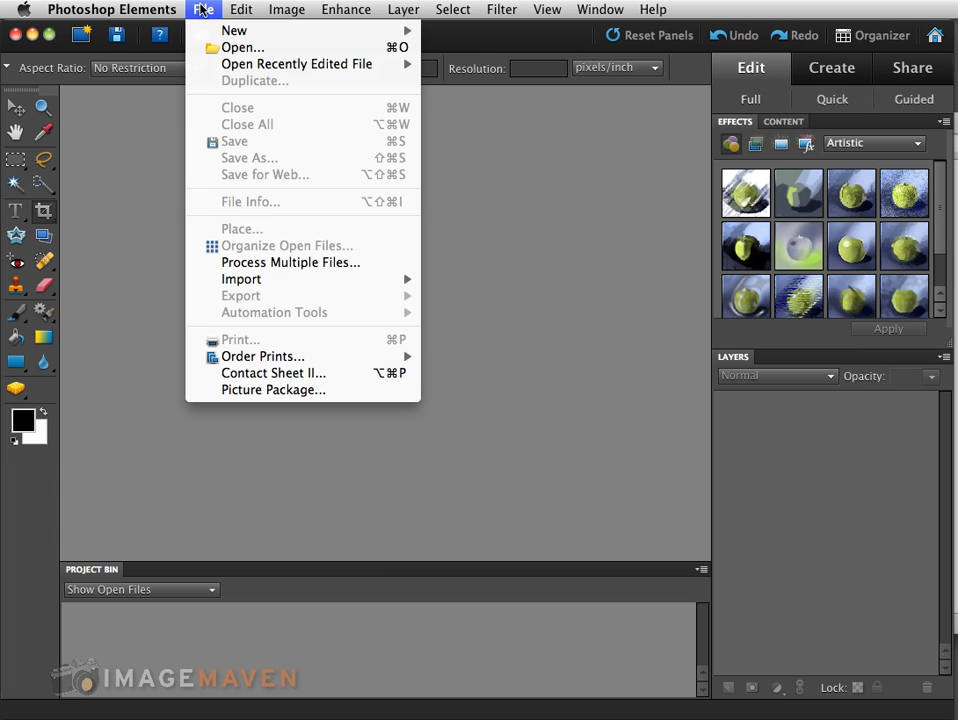 Photoshop Elements File Edit Image Enhance Layer Select Filter View Window Help
Reset Panels Undo Redo Organizer
Aspect Ratio: No Restriction Resolution: pixels/inch
New
Open... ⌘O
Open Recently Edited File
Duplicate...
Close ⌘W
Close All ⌥⌘W
Save ⌘S
Save As... ⇧⌘S
Save for Web... ⌥⇧⌘S
File Info... ⌥⇧⌘I
Place...
Organize Open Files...
Process Multiple Files...
Import
Export
Automation Tools
Print... ⌘P
Order Prints...
Contact Sheet II... ⌥⌘P
Picture Package...
Edit Create Share
Full Quick Guided
EFFECTS CONTENT
Artistic
Apply
LAYERS
Normal Opacity:
PROJECT BIN
Show Open Files
IMAGEMAVEN
Lock: